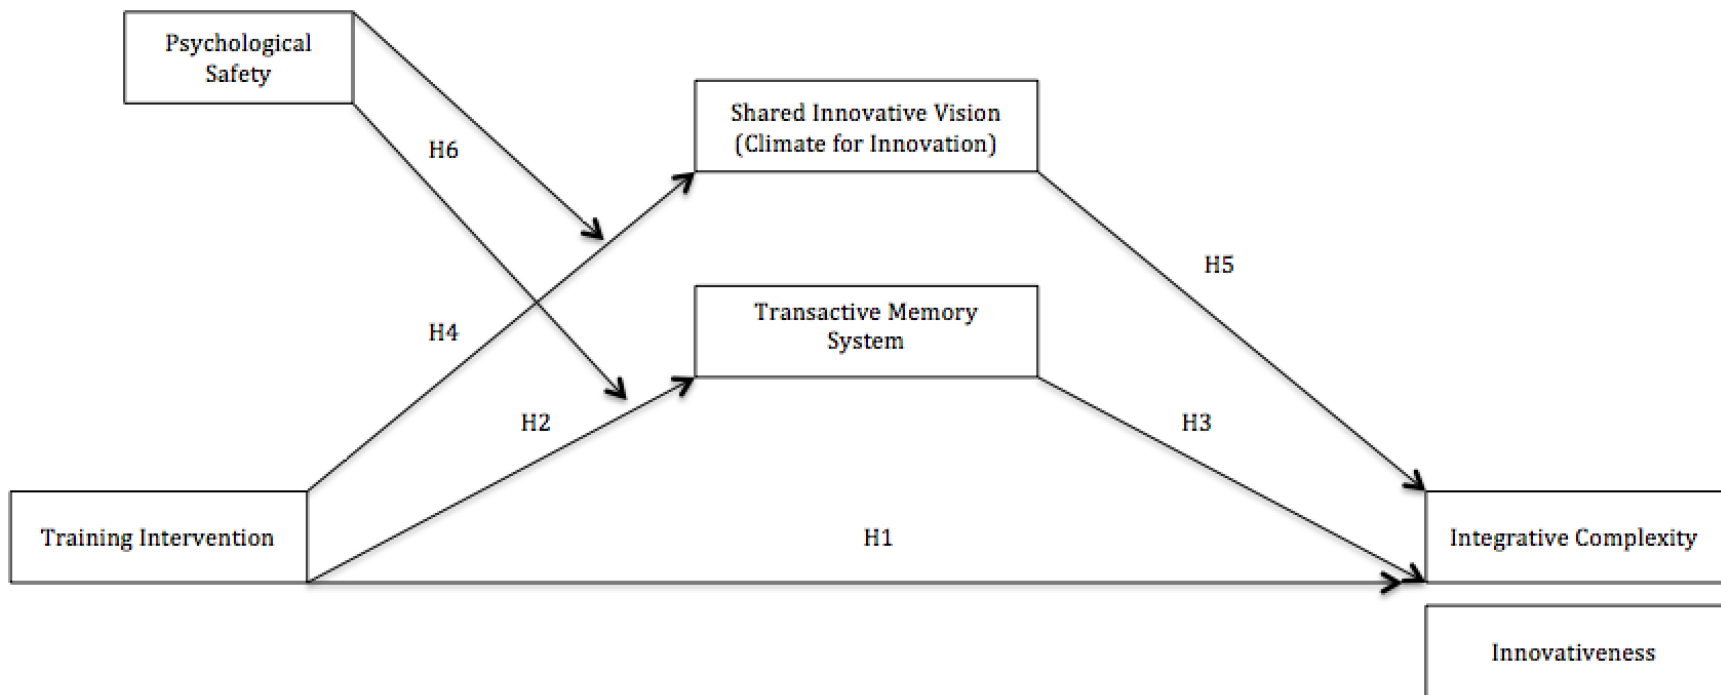 Psychological
Safety
Shared Innovative Vision
(Climate for Innovation)
H6
H5
Transactive Memory
System
H4
H2
H3
Training Intervention
H1
Integrative Complexity
Innovativeness